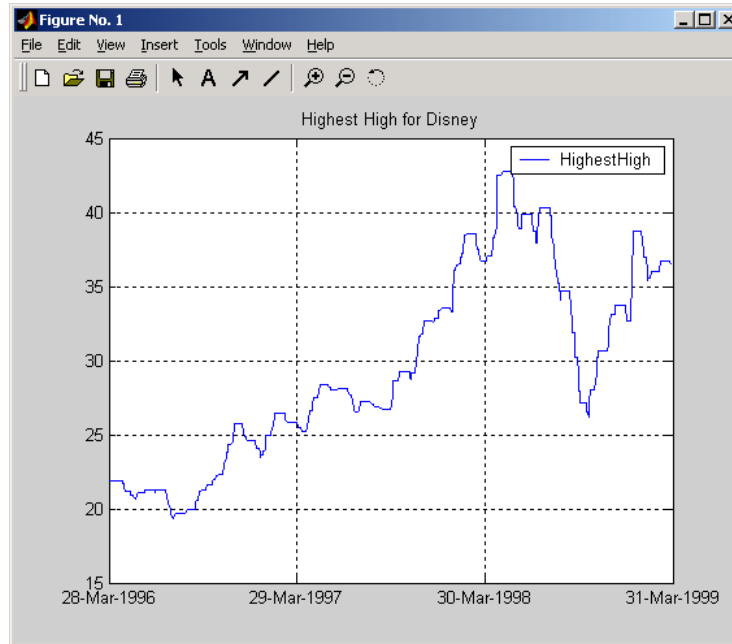 Figure No. 1
File Edit View Insert Tools Window Help
A
Highest High for Disney
HighestHigh
45
40
35
30
25
20
15
28-Mar-1996 29-Mar-1997 30-Mar-1998 31-Mar-1999